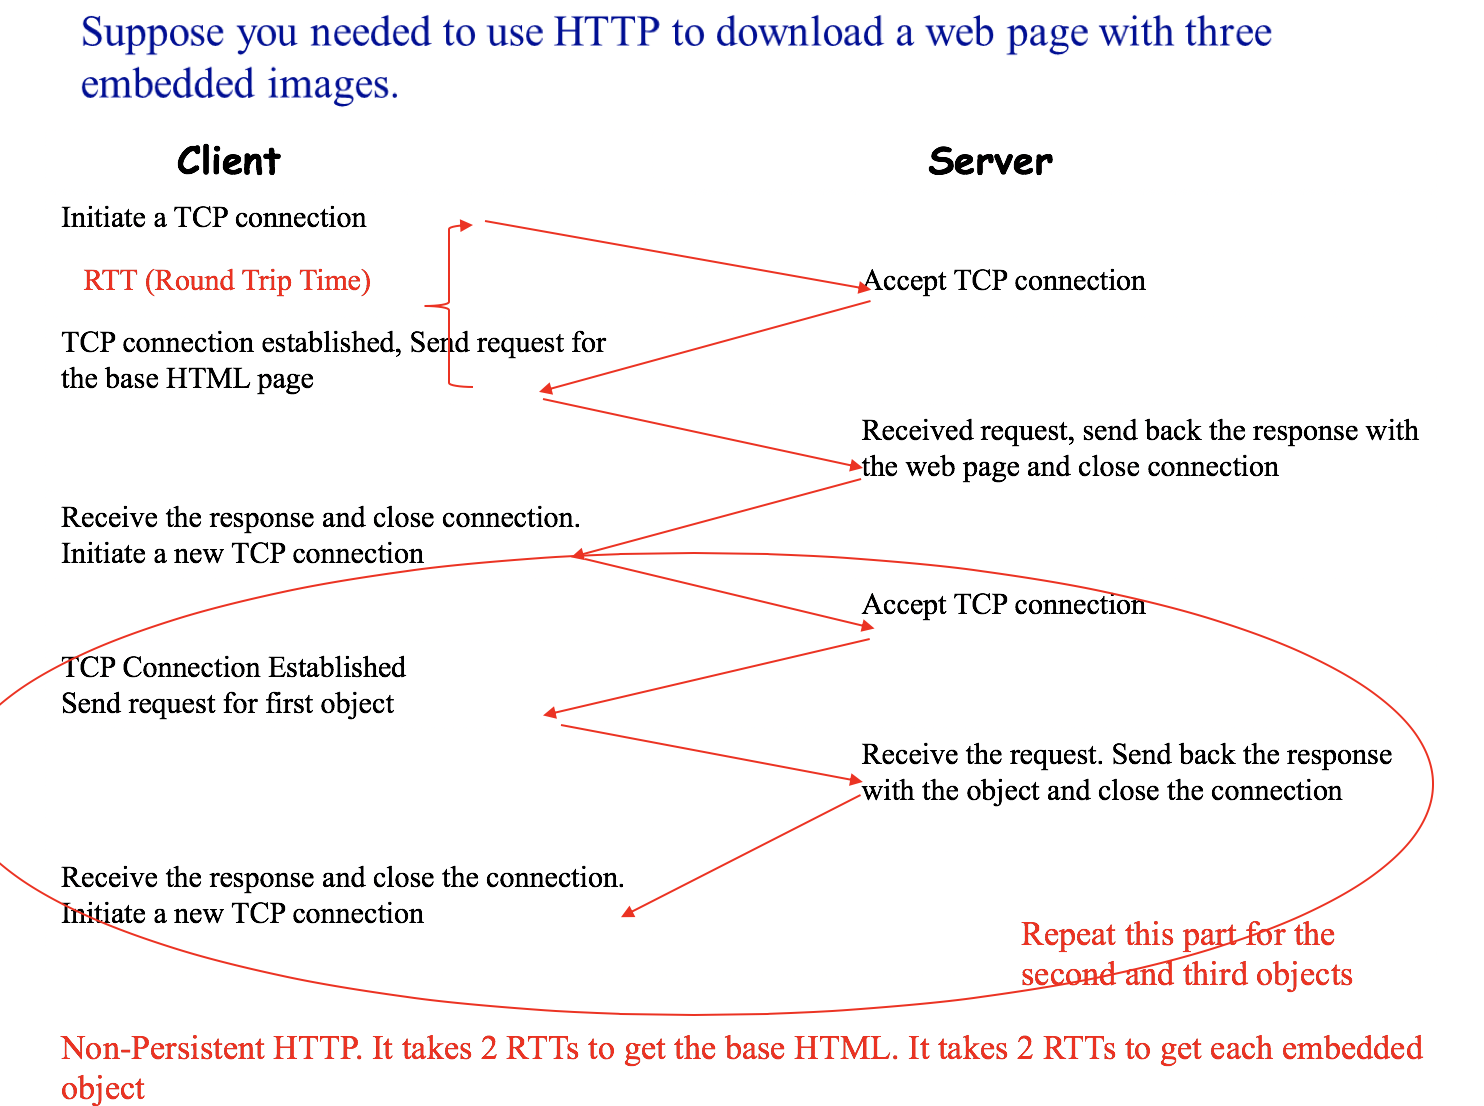 Suppose you needed to use HTTP to download a web page with three
embedded images.
Client
Server
Initiate a TCP connection
RTT (Round Trip Time)
Accept TCP connection
TCP connection established, Send request for
the base HTML page
Received request, send back the response with
the web page and close connection
Receive the response and close connection.
Initiate a new TCP connection
Accept TCP connection
TCP Connection Established
Send request for first object
Receive the request. Send back the response
with the object and close the connection
Receive the response and close the connection.
Initiate a new TCP connection
Repeat this part for the
second and third objects
Non-Persistent HTTP. It takes 2 RTTs to get the base HTML. It takes 2 RTTs to get each embedded
object